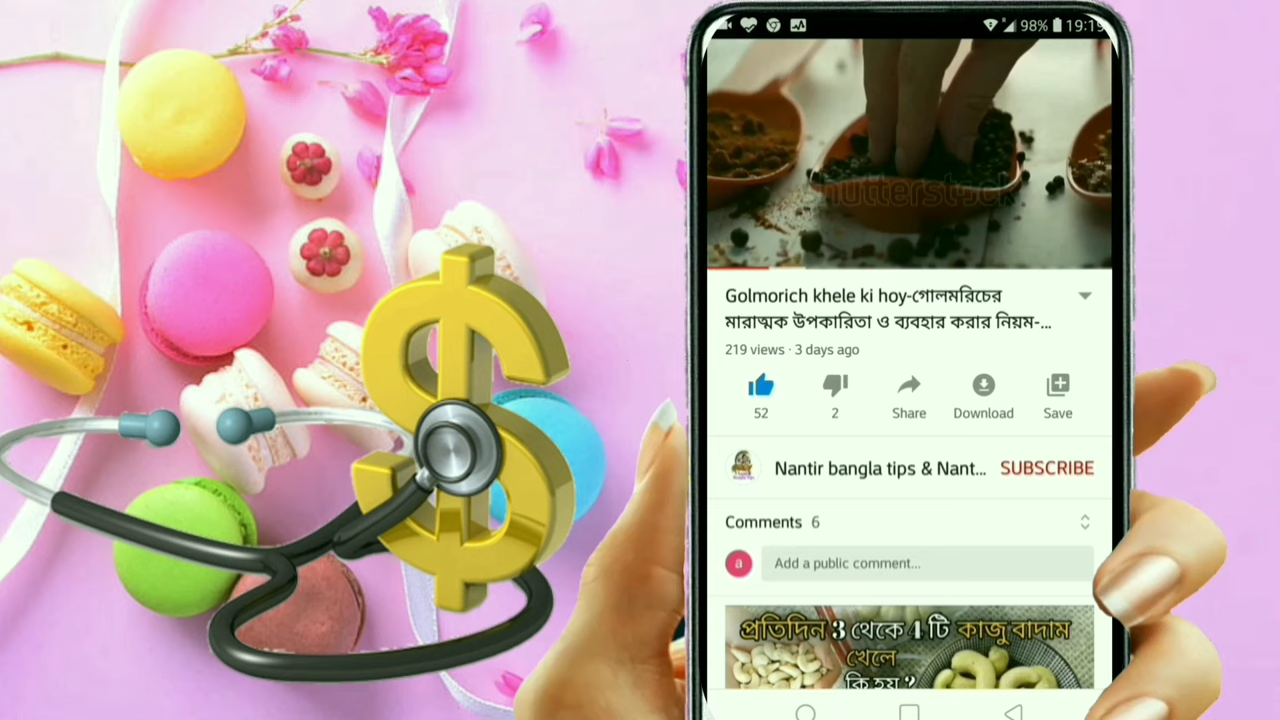 98% 19:19
shutterstock
Golmorich khele ki hoy-গোলমরিচের
মারাত্মক উপকারিতা ও ব্যবহার করার নিয়ম-...
219 views · 3 days ago
52
2
Share
Download
Save
Nantir bangla tips & Nant...
SUBSCRIBE
Comments 6
a
Add a public comment...
প্রতিদিন 3 থেকে 4 টি কাজু বাদাম
খেলে
কি হয় ?